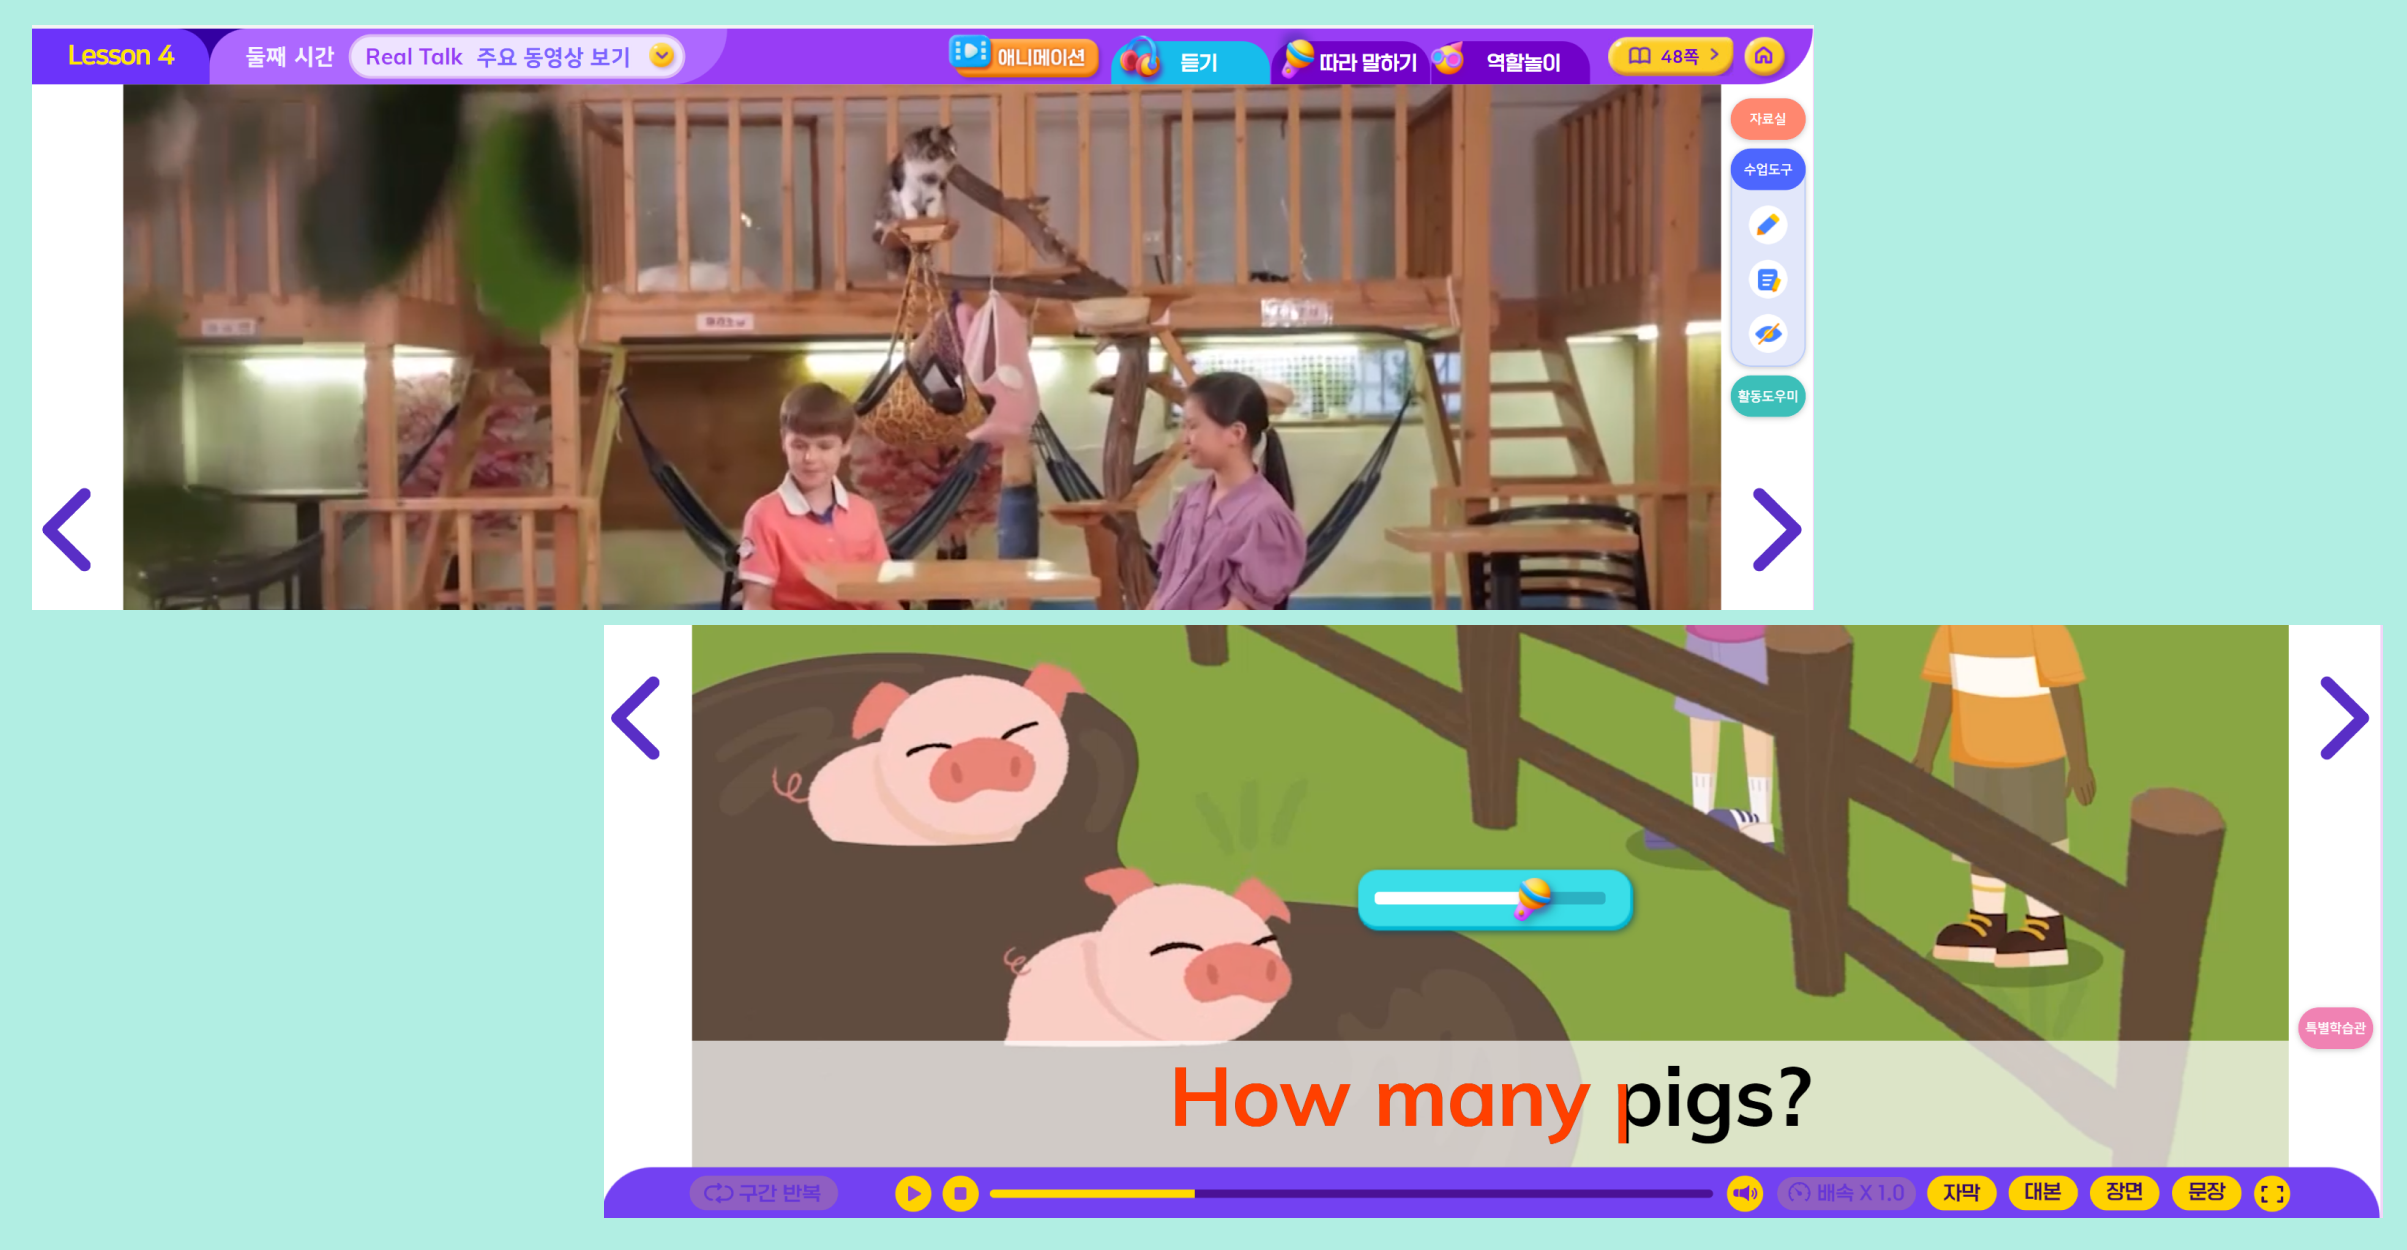 Lesson 4 둘째 시간 Real Talk 주요 동영상 보기 애니메이션 듣기 따라 말하기 역할놀이 48쪽
자료실
수업도구
활동도우미
특별학습관
How many pigs?
구간 반복 배속 X 1.0 자막 대본 장면 문장